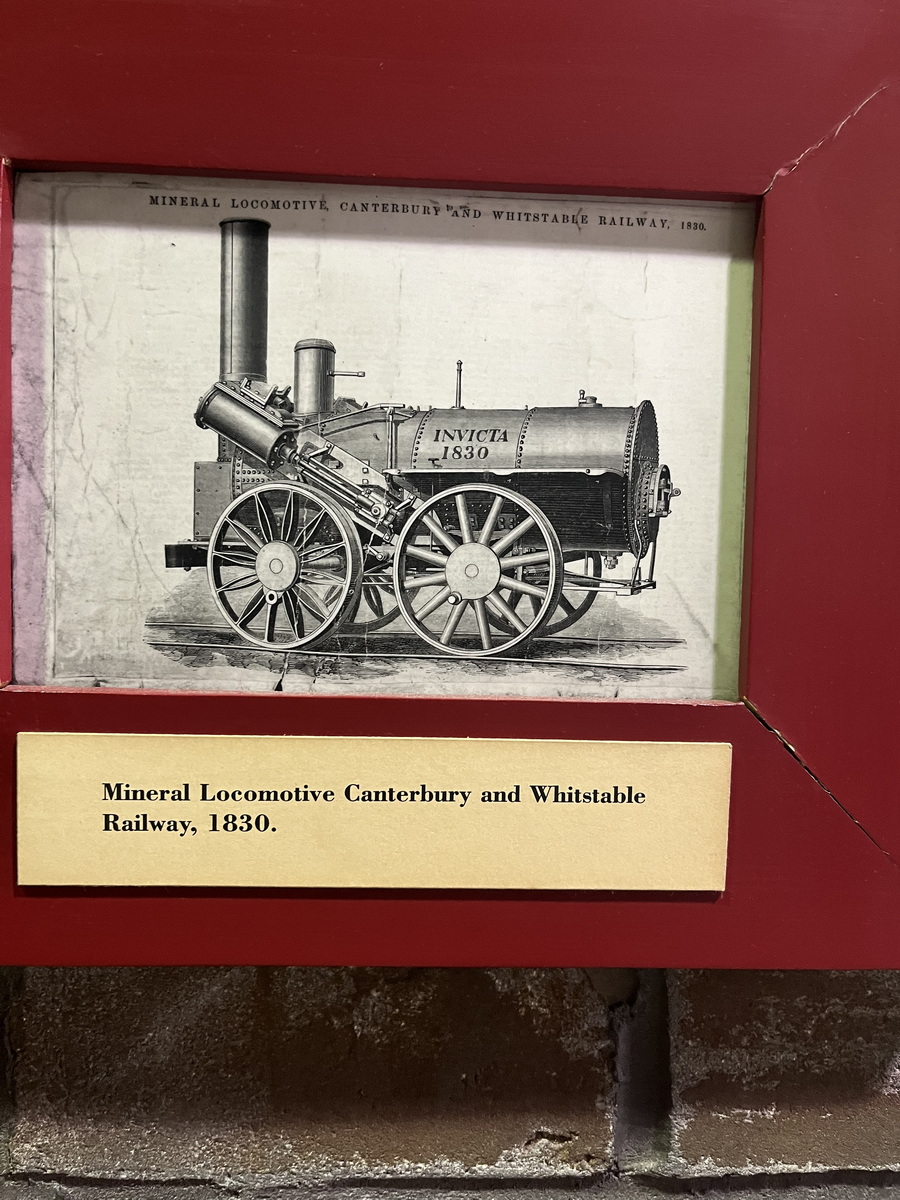 MINERAL LOCOMOTIVE, CANTERBURY AND WHITSTABLE RAILWAY, 1830.
INVICTA
1830
Mineral Locomotive Canterbury and Whitstable
Railway, 1830.